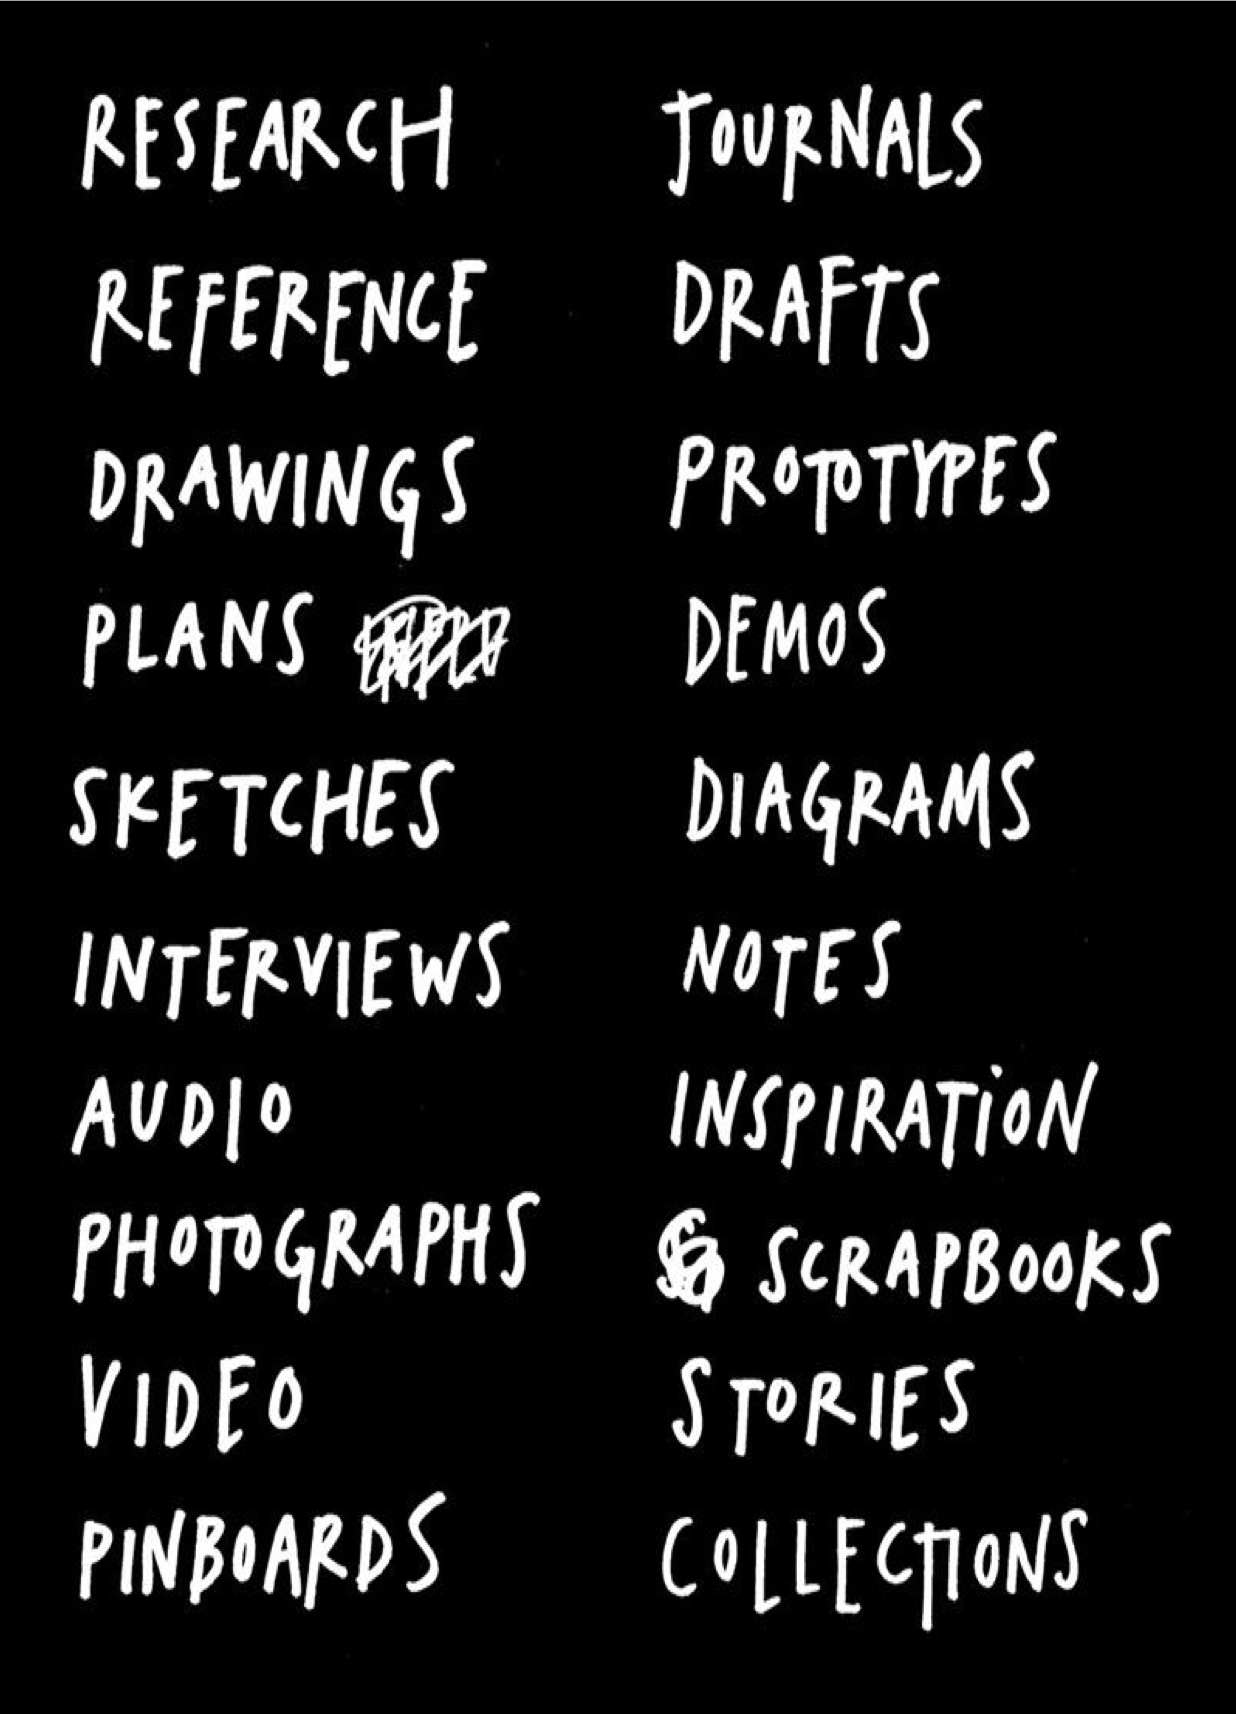 RESEARCH
REFERENCE
DRAWINGS
PLANS
SKETCHES
INTERVIEWS
AUDIO
PHOTOGRAPHS
VIDEO
PINBOARDS
JOURNALS
DRAFTS
PROTOTYPES
DEMOS
DIAGRAMS
NOTES
INSPIRATION
SCRAPBOOKS
STORIES
COLLECTIONS